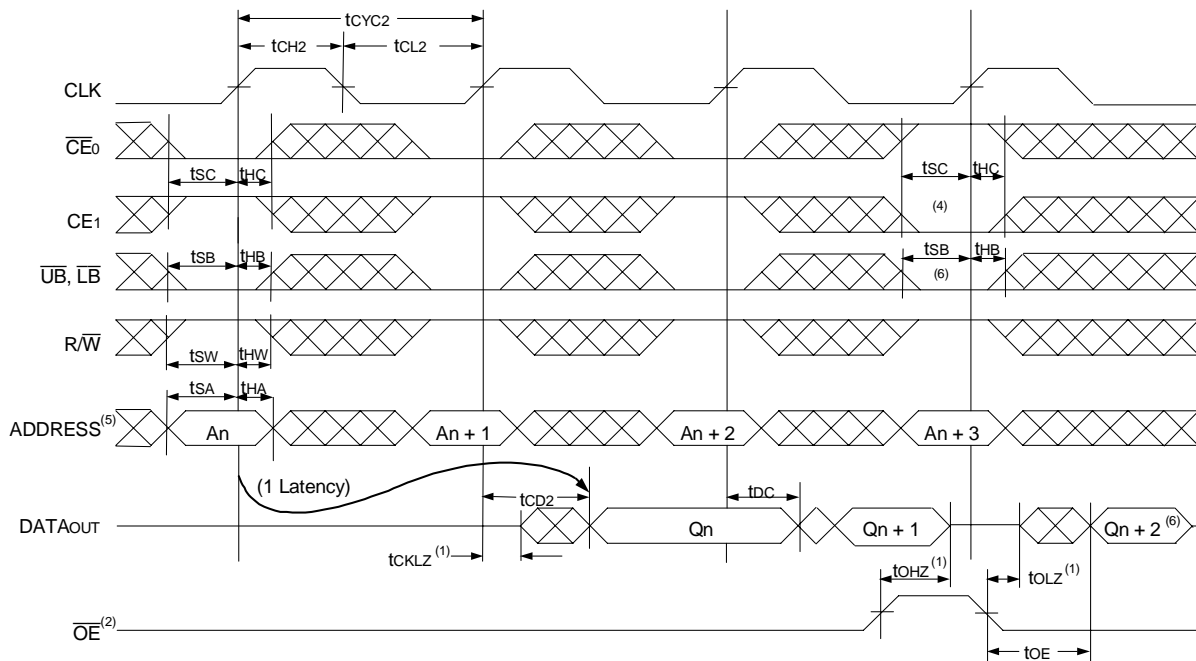 tCYC2
tCH2 tCL2
CLK
CE0
tSC tHC tSC tHC
CE1 (4)
tSB tHB tSB tHB
UB, LB (6)
R/W
tSW tHW
tSA tHA
ADDRESS(5) An An + 1 An + 2 An + 3
(1 Latency) tCD2 tDC
DATAOUT Qn Qn + 1 Qn + 2(6)
tCKLZ(1)
tOHZ(1) tOLZ(1)
OE(2)
tOE